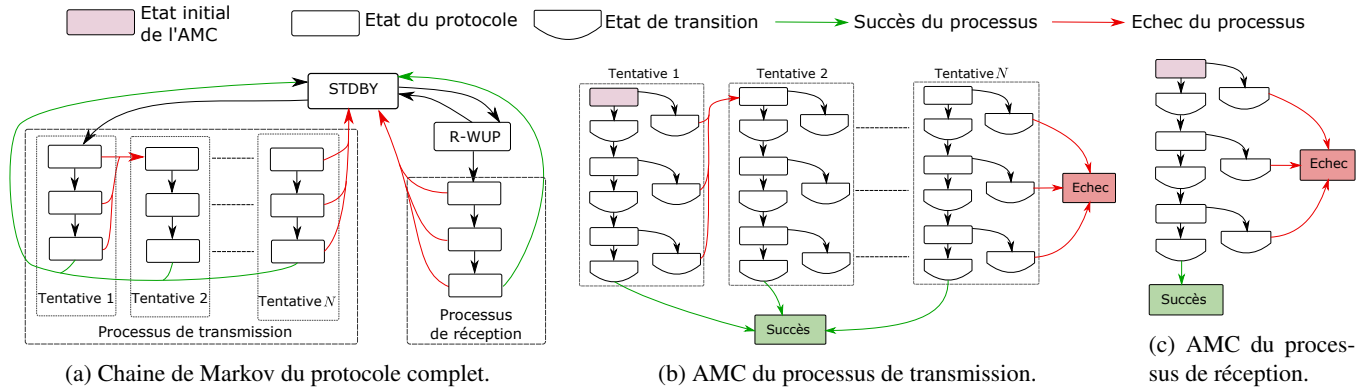 Etat initial
de l'AMC
Etat du protocole
Etat de transition
Succès du processus
Echec du processus
STDBY
R-WUP
Tentative 1
Tentative 2
Tentative N
Processus de transmission
Processus
de réception
(a) Chaine de Markov du protocole complet.
Tentative 1
Tentative 2
Tentative N
Echec
Succès
(b) AMC du processus de transmission.
Echec
Succès
(c) AMC du proces-
sus de réception.